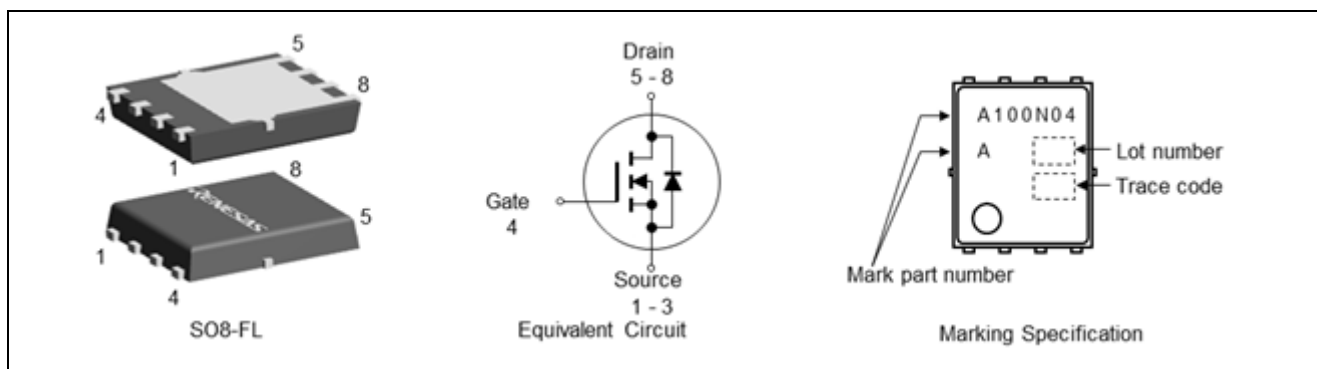 5
8
4
1
8
RENESAS
5
1
4
SO8-FL
Drain
5 - 8
Gate
4
Source
1 - 3
Equivalent Circuit
A100N04
A
Lot number
Trace code
Mark part number
Marking Specification